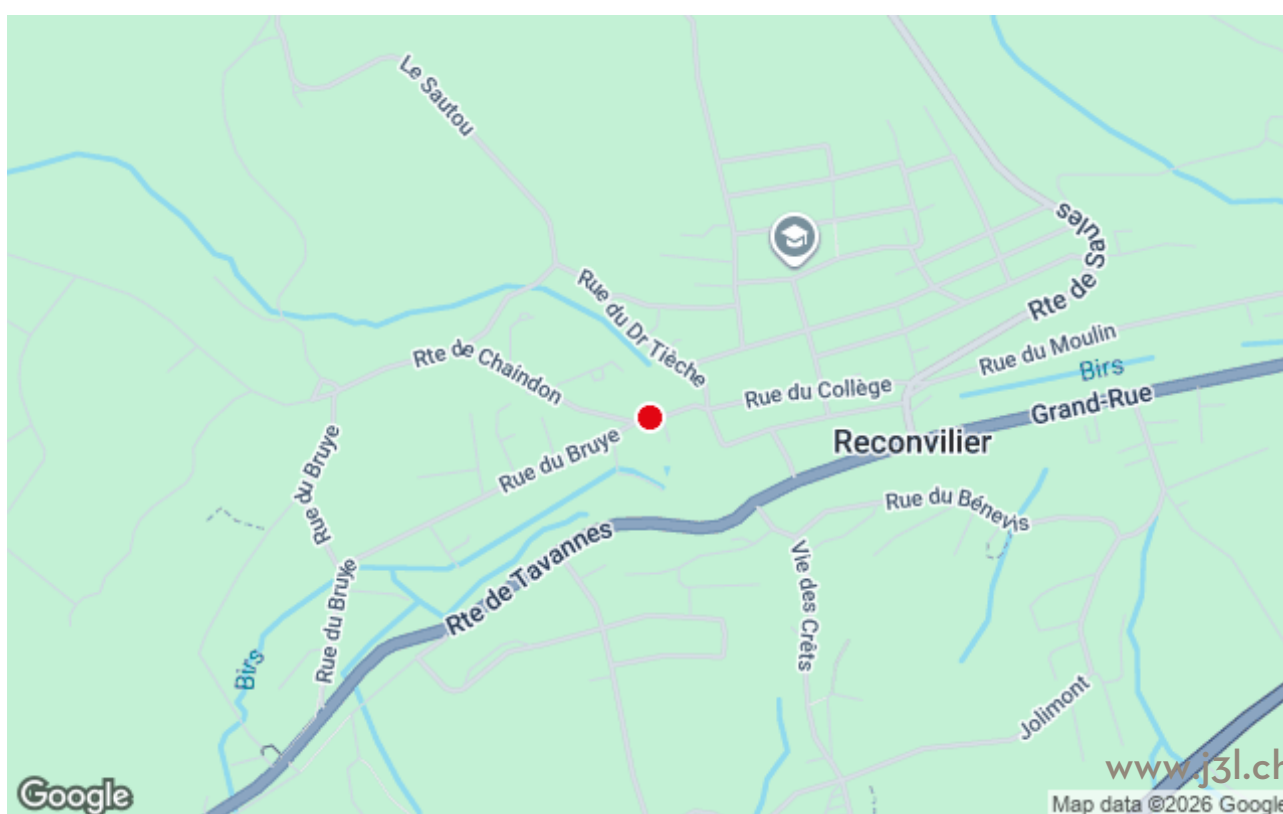 Le Sautou
Rte de Saules
Rue du Dr Tièche
Rte de Chaindon
Rue du Moulin
Birs
Rue du Collège
Grand-Rue
Reconvilier
Rue du Bruye
Rue du Bruye
Rue du Bénevis
Rte de Tavannes
Vie des Crêts
Rue du Bruye
Birs
Jolimont
www.j3l.ch
Google
Map data ©2026 Google